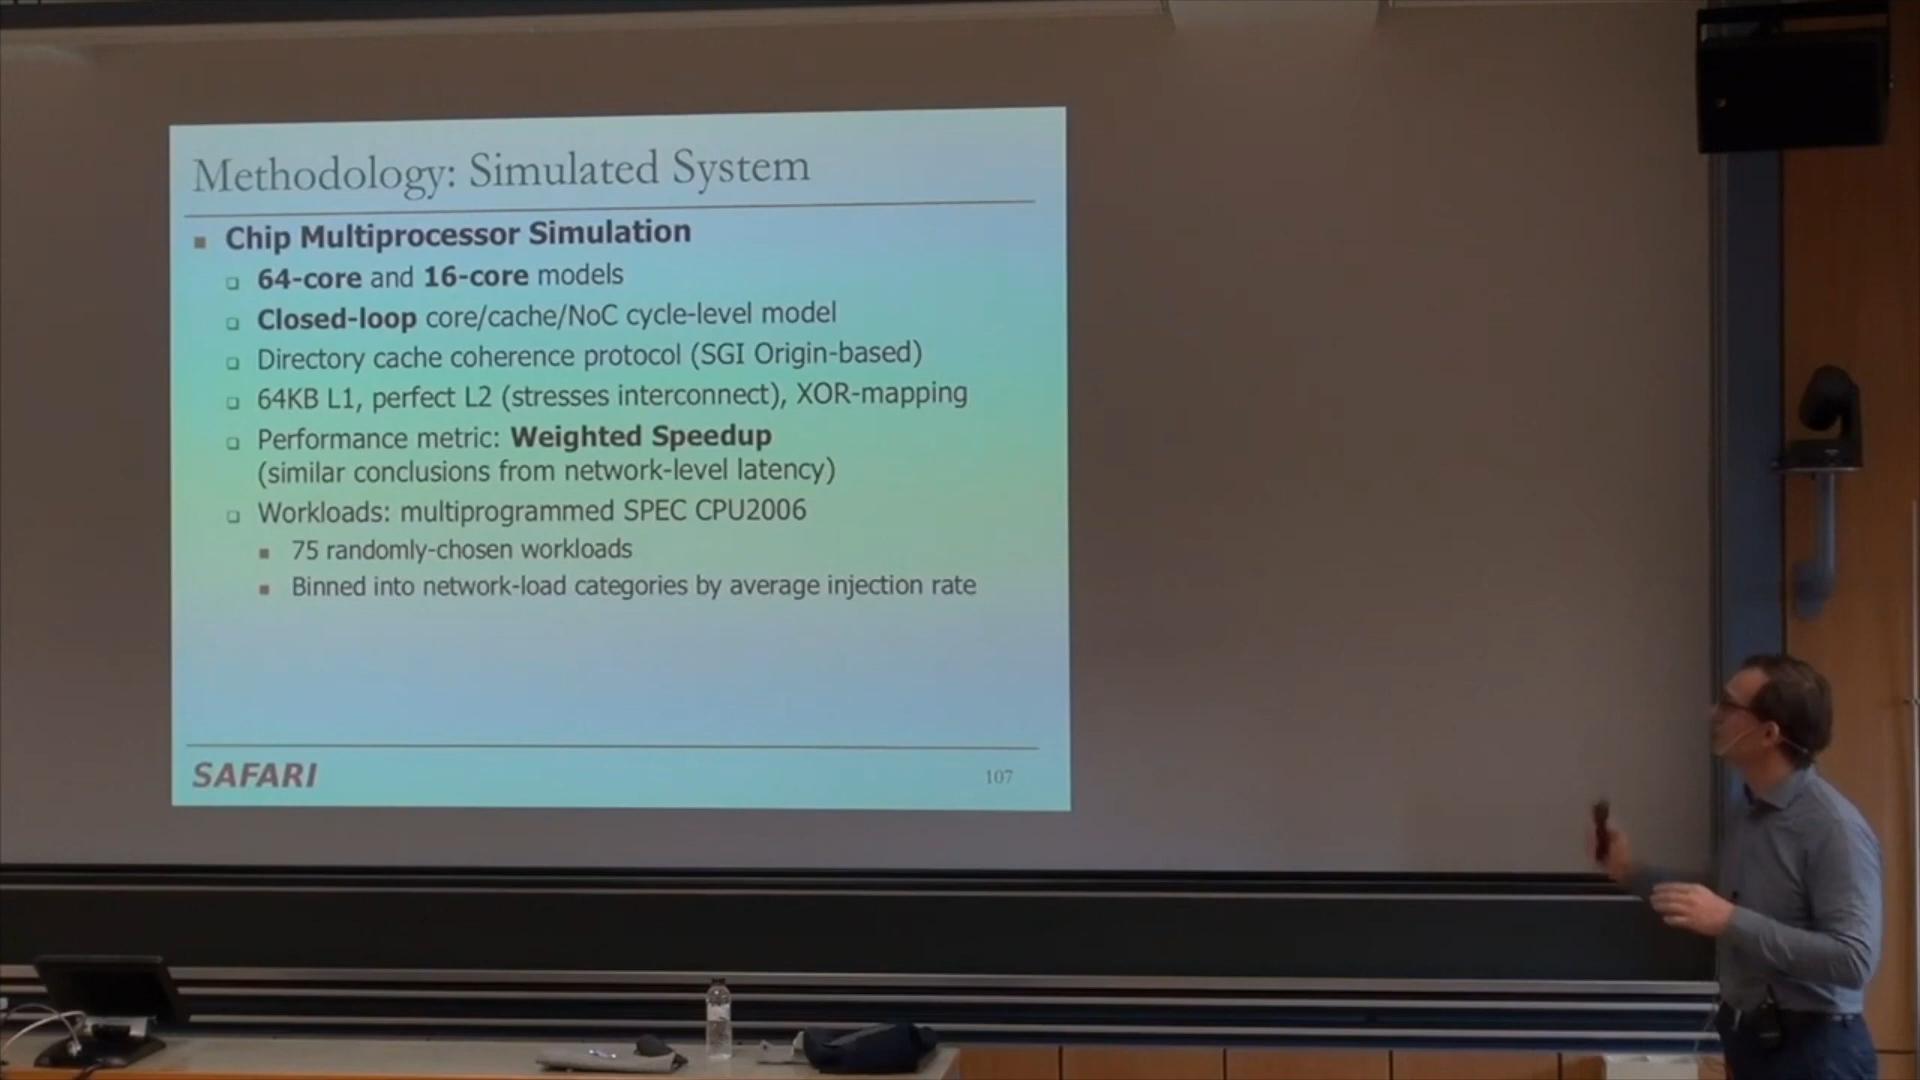 Methodology: Simulated System
Chip Multiprocessor Simulation
64-core and 16-core models
Closed-loop core/cache/NoC cycle-level model
Directory cache coherence protocol (SGI Origin-based)
64KB L1, perfect L2 (stresses interconnect), XOR-mapping
Performance metric: Weighted Speedup
(similar conclusions from network-level latency)
Workloads: multiprogrammed SPEC CPU2006
75 randomly-chosen workloads
Binned into network-load categories by average injection rate
SAFARI
107